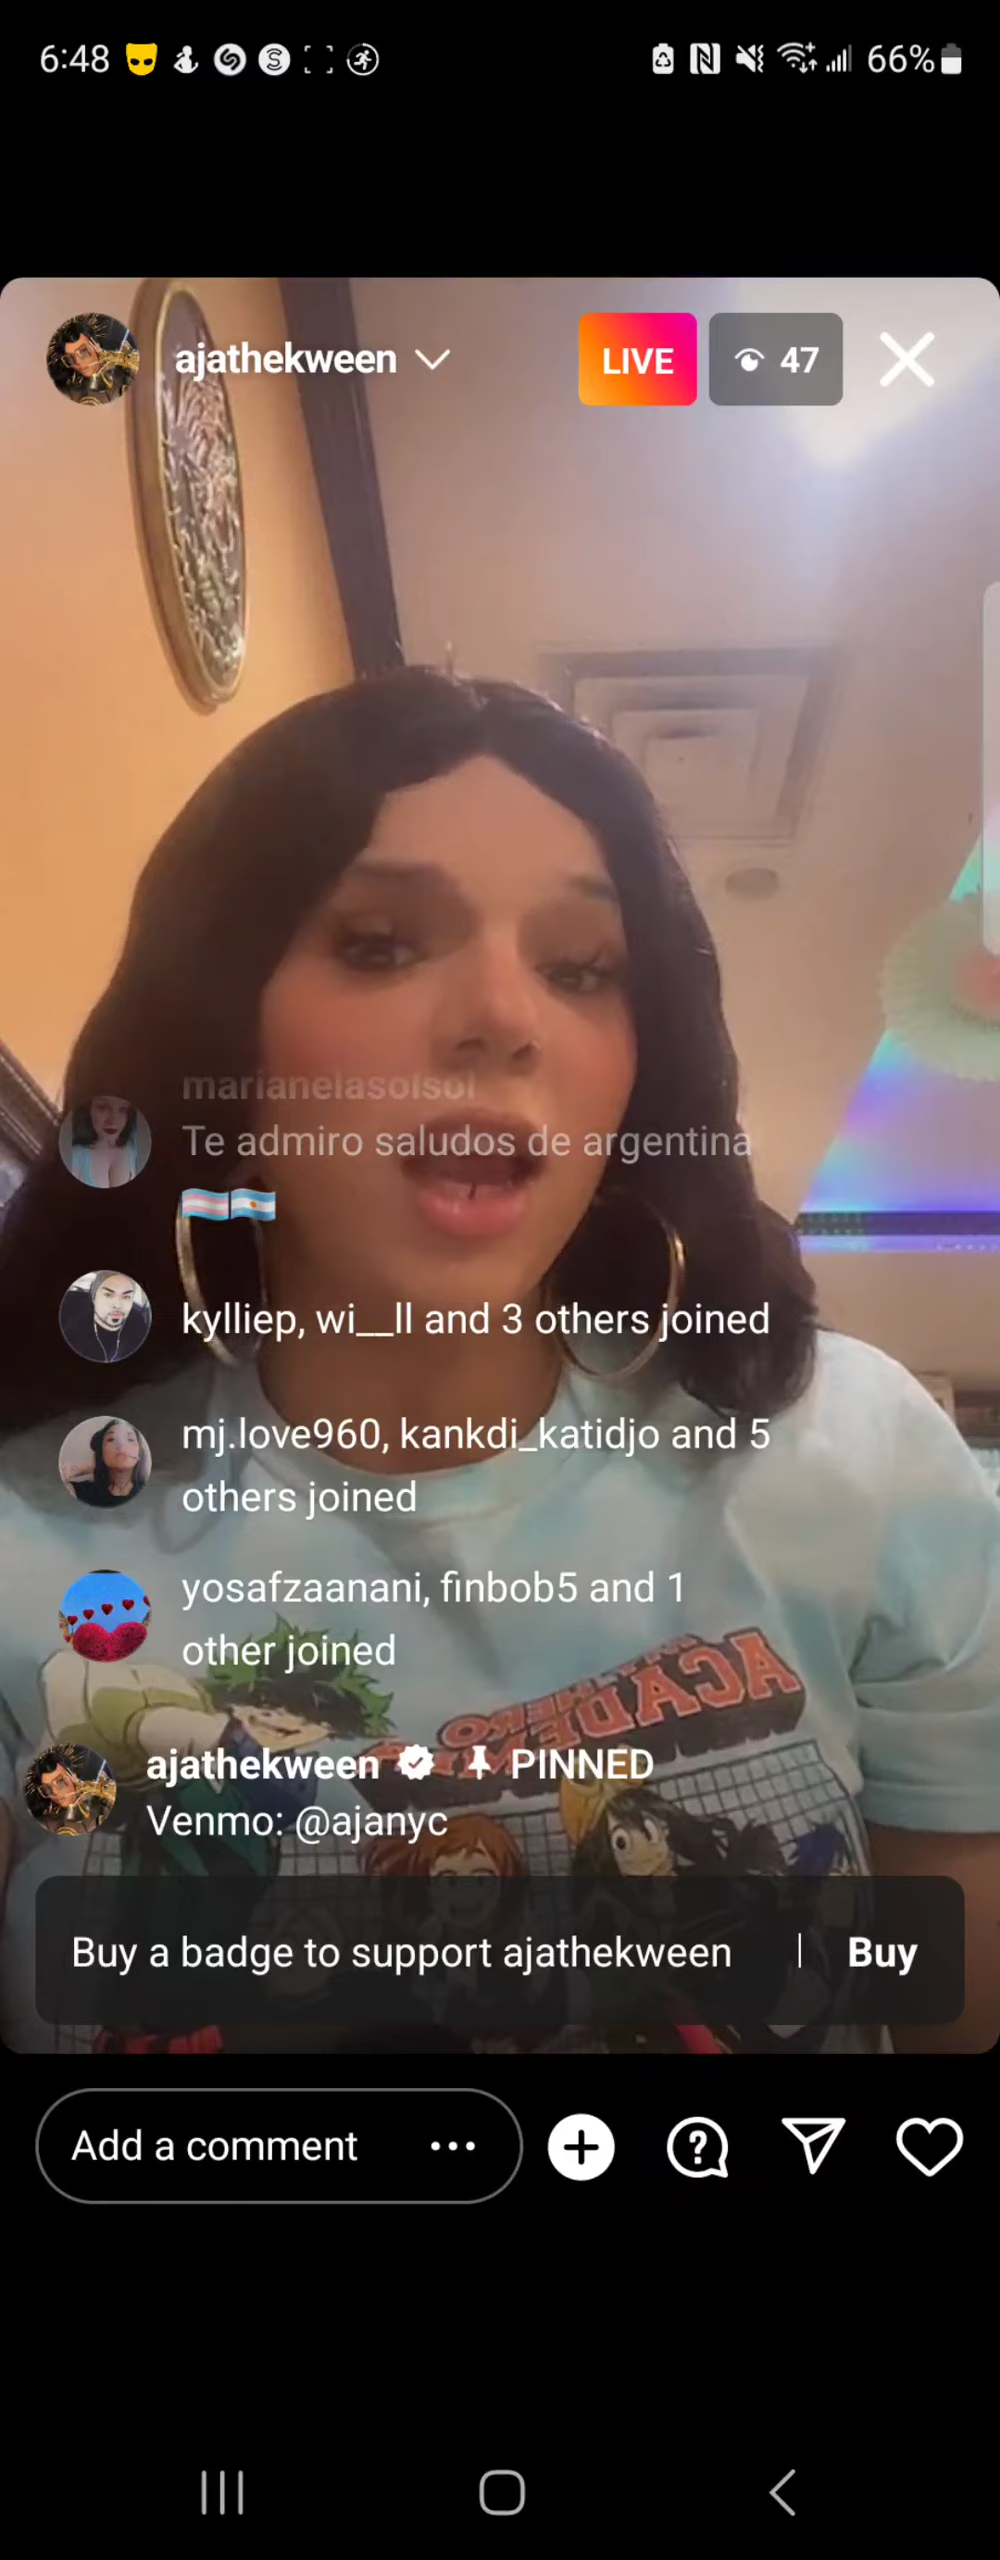 6:48
66%
ajathekween
LIVE
47
marianelasolsol
Te admiro saludos de argentina
kylliep, wi__ll and 3 others joined
mj.love960, kankdi_katidjo and 5
others joined
yosafzaanani, finbob5 and 1
other joined
HERO
ACADEM
ajathekween PINNED
Venmo: @ajanyc
Buy a badge to support ajathekween | Buy
Add a comment